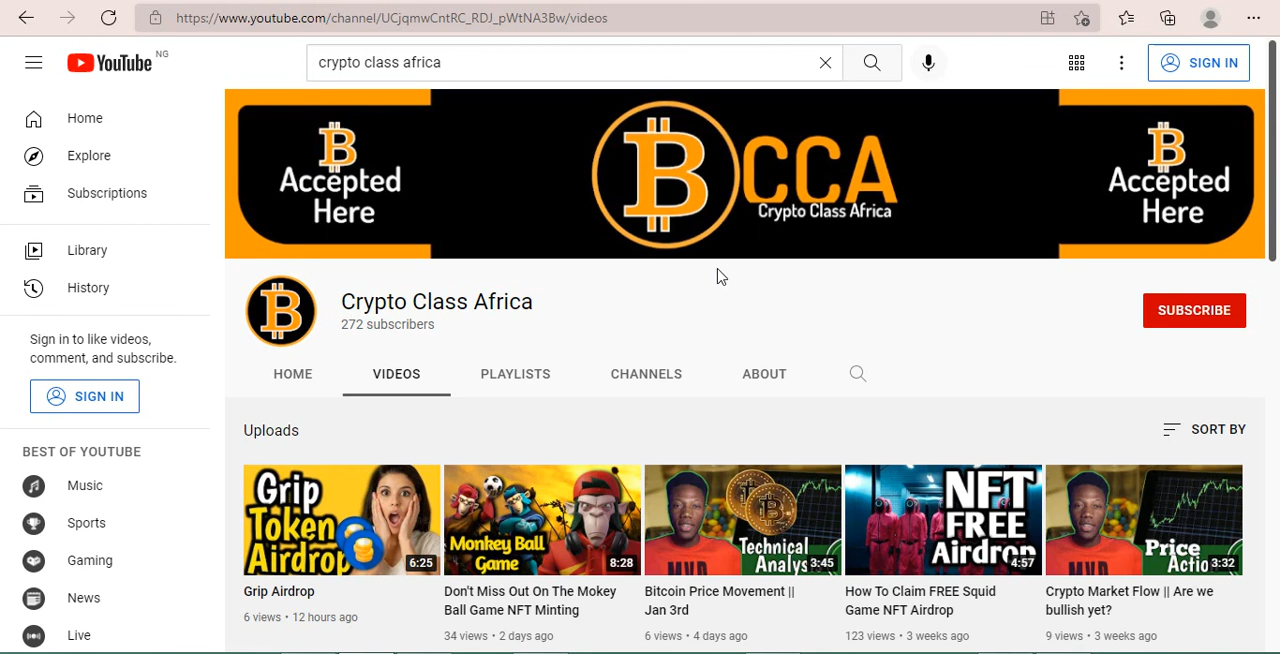 https://www.youtube.com/channel/UCjqmwCntRC_RDJ_pWtNA3Bw/videos
YouTube NG
crypto class africa
SIGN IN
Home
Explore
Subscriptions
Library
History
Sign in to like videos,
comment, and subscribe.
SIGN IN
BEST OF YOUTUBE
Music
Sports
Gaming
News
Live
B
Accepted
Here
B CCA
Crypto Class Africa
B
Accepted
Here
B
Crypto Class Africa
272 subscribers
SUBSCRIBE
HOME
VIDEOS
PLAYLISTS
CHANNELS
ABOUT
Uploads
SORT BY
Grip
Token
Airdrop
6:25
Grip Airdrop
6 views • 12 hours ago
Monkey Ball
Game
8:28
Don't Miss Out On The Mokey
Ball Game NFT Minting
34 views • 2 days ago
Technical
Analys
3:45
Bitcoin Price Movement ||
Jan 3rd
6 views • 4 days ago
NFT
FREE
Airdrop
4:57
How To Claim FREE Squid
Game NFT Airdrop
123 views • 3 weeks ago
Price
Actio
3:32
Crypto Market Flow || Are we
bullish yet?
9 views • 3 weeks ago